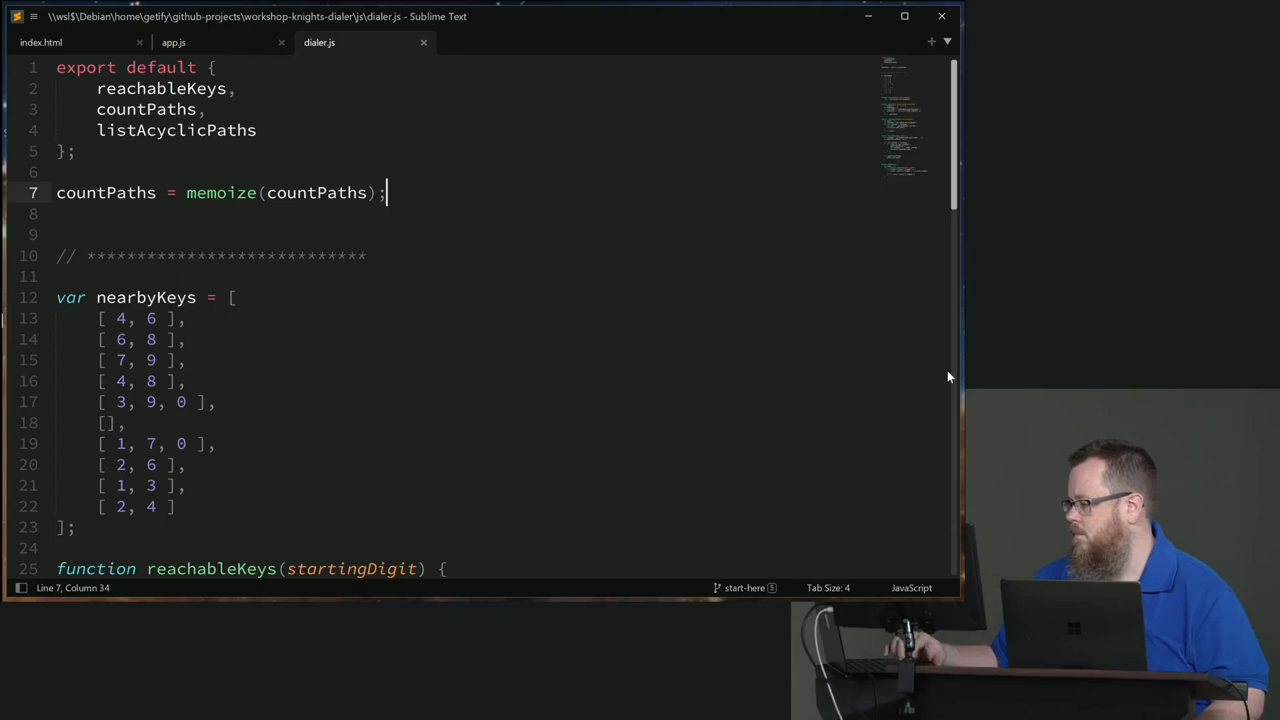 \\wsl$\Debian\home\getify\github-projects\workshop-knights-dialer\js\dialer.js - Sublime Text
index.html app.js dialer.js
1 export default {
2 reachableKeys,
3 countPaths,
4 listAcyclicPaths
5 };
6
7 countPaths = memoize(countPaths);
8
9
10 // ****************************
11
12 var nearbyKeys = [
13 [ 4, 6 ],
14 [ 6, 8 ],
15 [ 7, 9 ],
16 [ 4, 8 ],
17 [ 3, 9, 0 ],
18 [],
19 [ 1, 7, 0 ],
20 [ 2, 6 ],
21 [ 1, 3 ],
22 [ 2, 4 ]
23 ];
24
25 function reachableKeys(startingDigit) {
Line 7, Column 34 start-here 5 Tab Size: 4 JavaScript